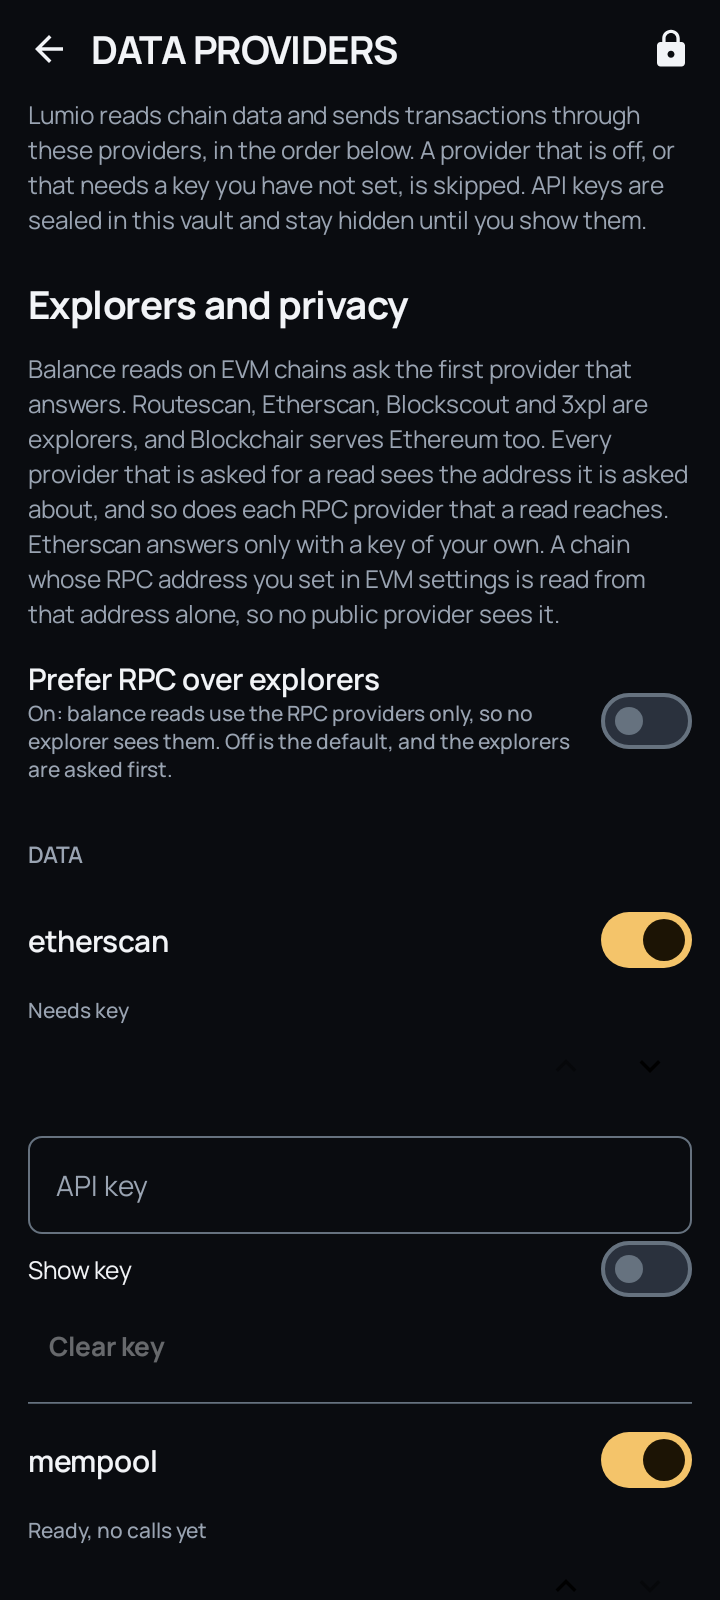 DATA PROVIDERS
Lumio reads chain data and sends transactions through
these providers, in the order below. A provider that is off, or
that needs a key you have not set, is skipped. API keys are
sealed in this vault and stay hidden until you show them.
Explorers and privacy
Balance reads on EVM chains ask the first provider that
answers. Routescan, Etherscan, Blockscout and 3xpl are
explorers, and Blockchair serves Ethereum too. Every
provider that is asked for a read sees the address it is asked
about, and so does each RPC provider that a read reaches.
Etherscan answers only with a key of your own. A chain
whose RPC address you set in EVM settings is read from
that address alone, so no public provider sees it.
Prefer RPC over explorers
On: balance reads use the RPC providers only, so no
explorer sees them. Off is the default, and the explorers
are asked first.
DATA
etherscan
Needs key
API key
Show key
Clear key
mempool
Ready, no calls yet